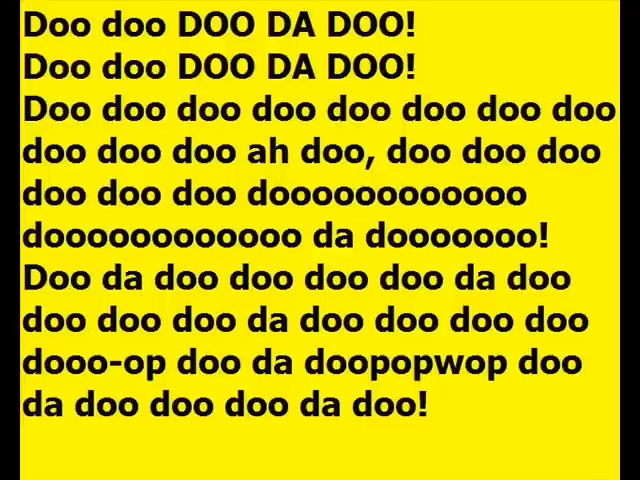 Doo doo DOO DA DOO!
Doo doo DOO DA DOO!
Doo doo doo doo doo doo doo doo
doo doo doo ah doo, doo doo doo
doo doo doo doooooooooooo
doooooooooooo da dooooooo!
Doo da doo doo doo doo da doo
doo doo doo da doo doo doo doo
dooo-op doo da doopopwop doo
da doo doo doo da doo!